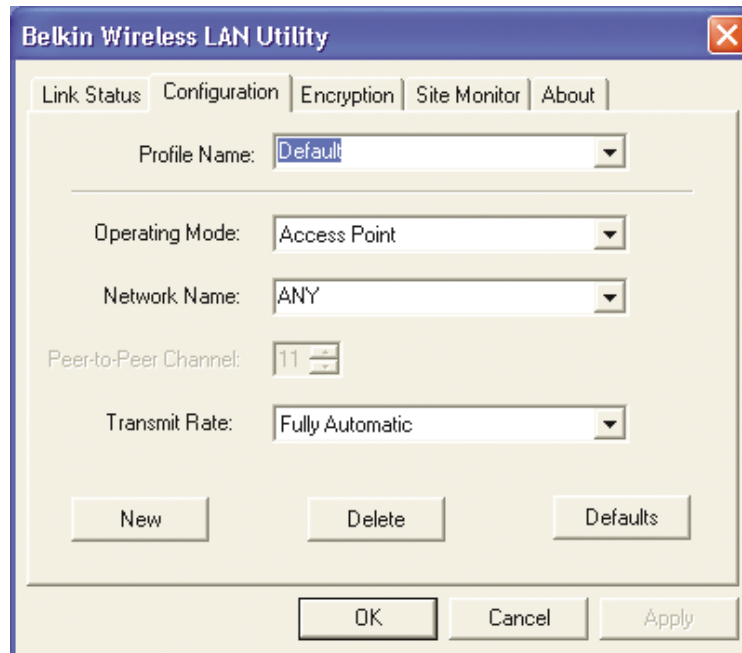 Belkin Wireless LAN Utility
Link Status Configuration Encryption Site Monitor About
Profile Name: Default
Operating Mode: Access Point
Network Name: ANY
Peer-to-Peer Channel: 11
Transmit Rate: Fully Automatic
New Delete Defaults
OK Cancel Apply